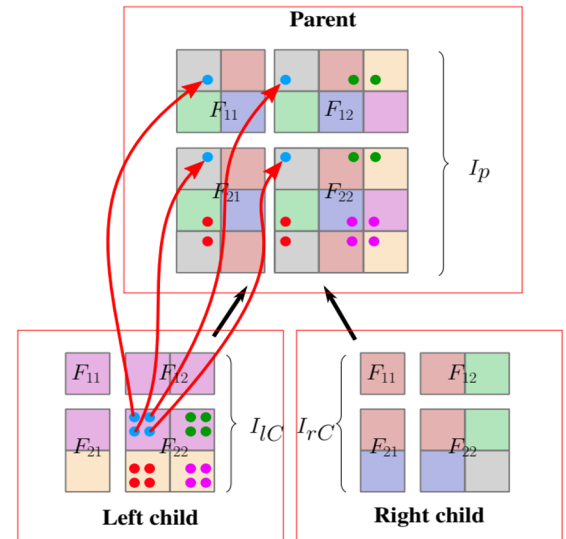 Parent
F11 F12
F21 F22
Ip
F11 F12
F21 F22
IlC
Left child
IrC
F11 F12
F21 F22
Right child